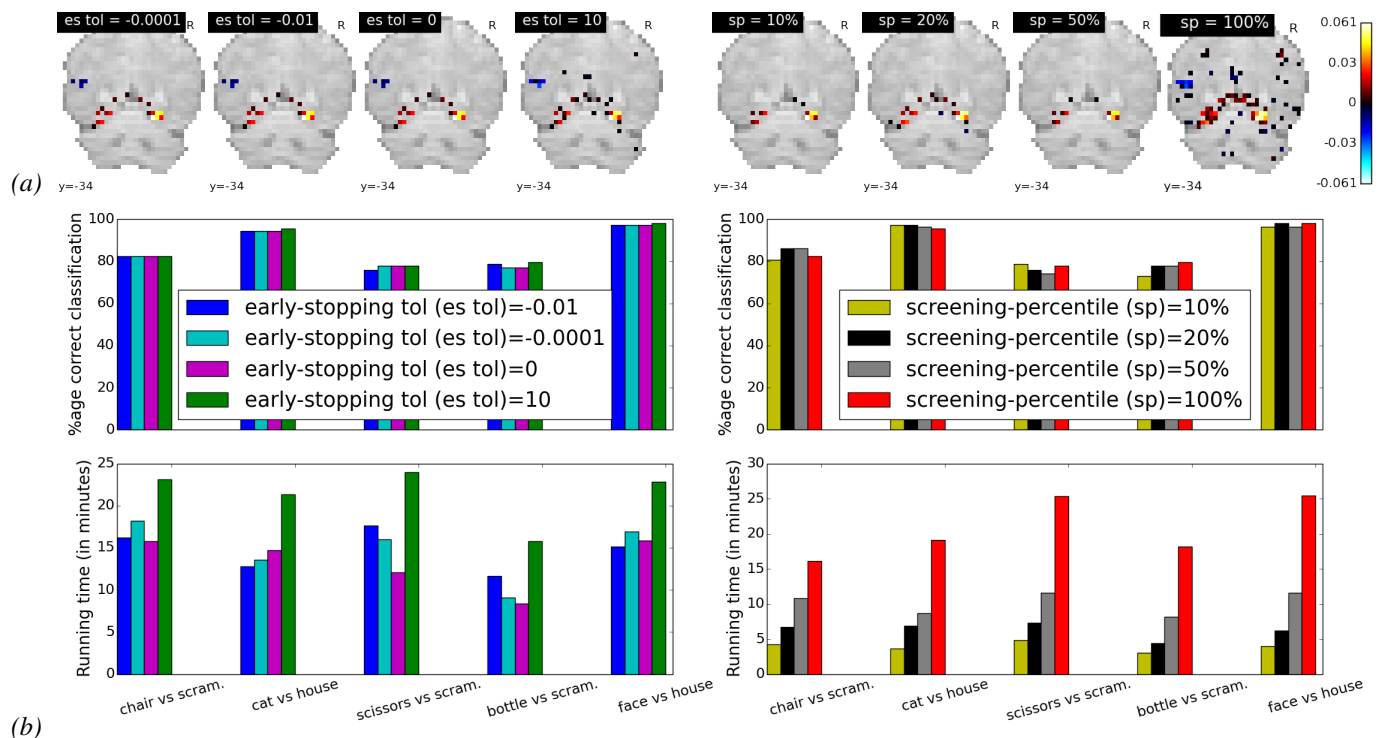 es tol = -0.0001
R
es tol = -0.01
R
es tol = 0
R
es tol = 10
R
sp = 10%
R
sp = 20%
R
sp = 50%
R
sp = 100%
R
0.061
0.03
0
-0.03
-0.061
y=-34
y=-34
y=-34
y=-34
y=-34
y=-34
y=-34
y=-34
(a)
%age correct classification
100
80
60
40
20
0
early-stopping tol (es tol)=-0.01
early-stopping tol (es tol)=-0.0001
early-stopping tol (es tol)=0
early-stopping tol (es tol)=10
%age correct classification
100
80
60
40
20
0
screening-percentile (sp)=10%
screening-percentile (sp)=20%
screening-percentile (sp)=50%
screening-percentile (sp)=100%
Running time (in minutes)
25
20
15
10
5
0
chair vs scram.
cat vs house
scissors vs scram.
bottle vs scram.
face vs house
Running time (in minutes)
30
25
20
15
10
5
0
chair vs scram.
cat vs house
scissors vs scram.
bottle vs scram.
face vs house
(b)